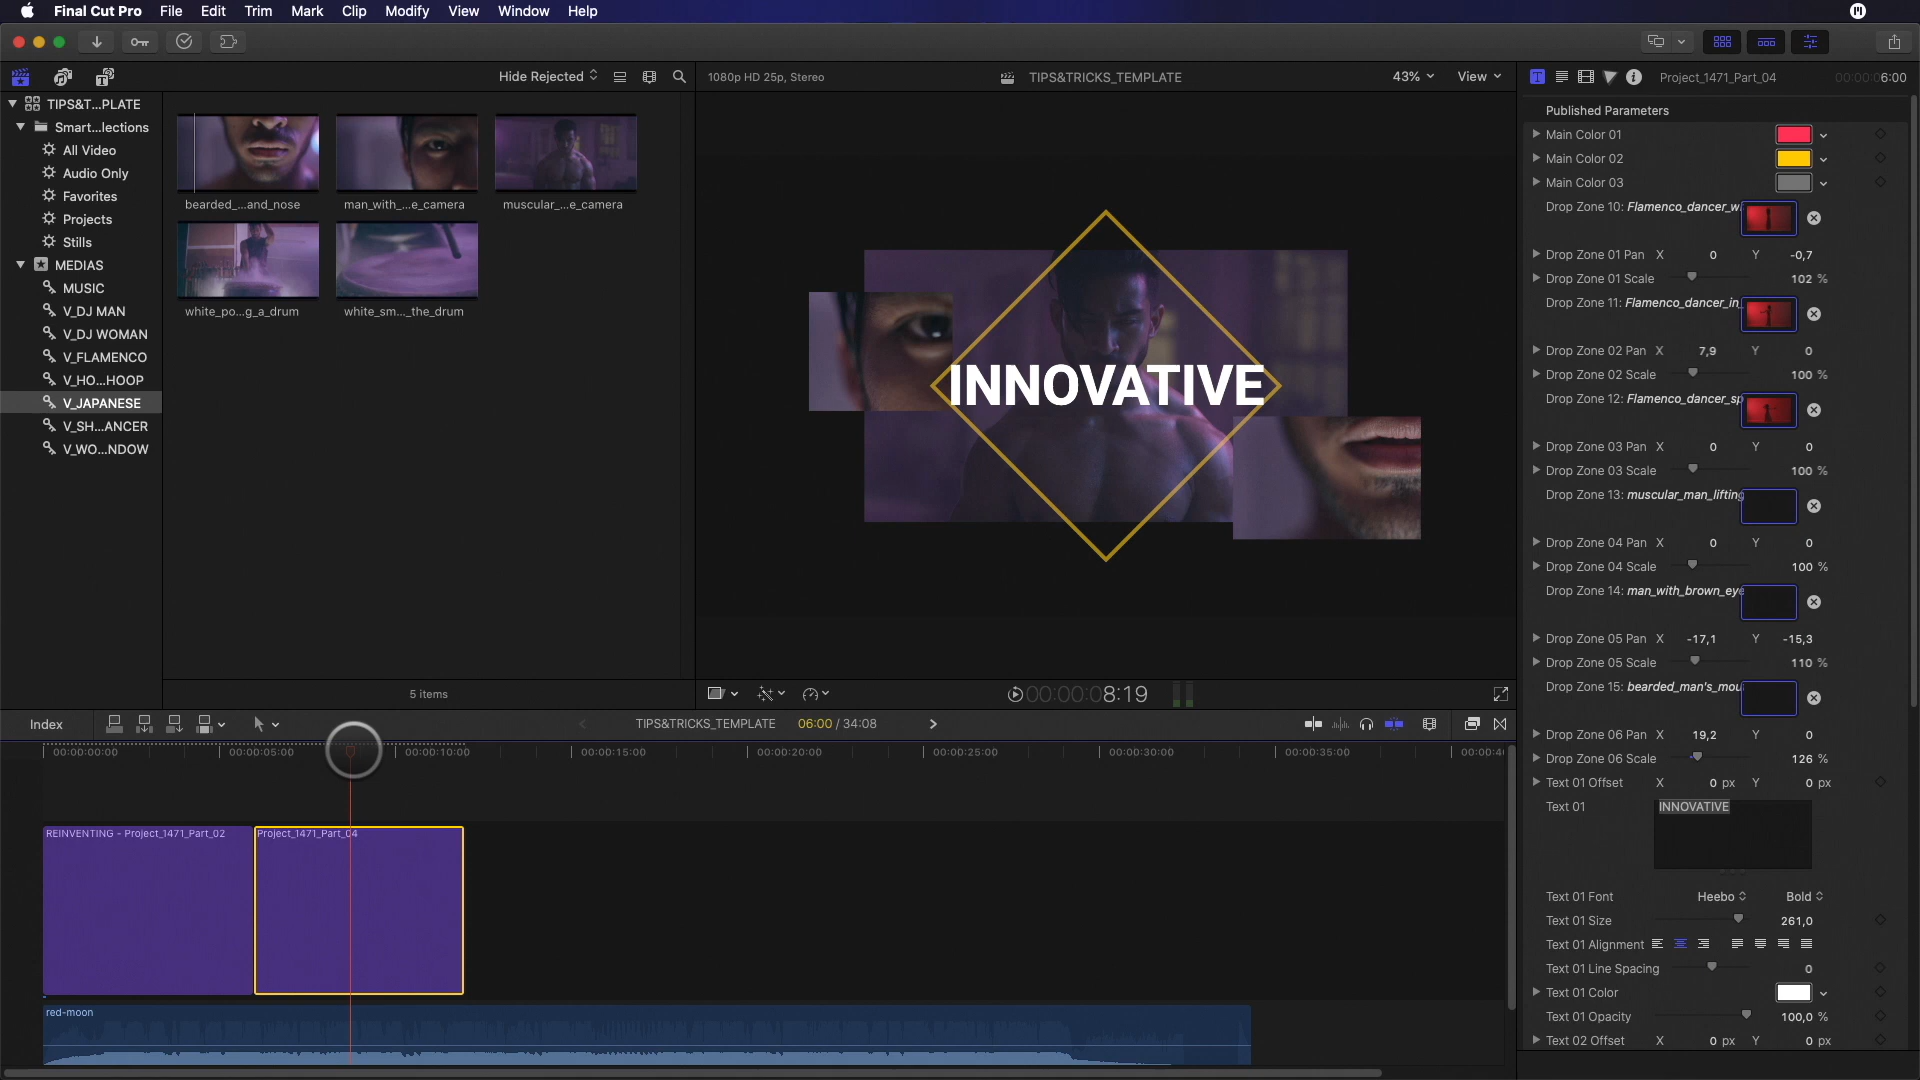 Final Cut Pro File Edit Trim Mark Clip Modify View Window Help
Hide Rejected
1080p HD 25p, Stereo
TIPS&TRICKS_TEMPLATE
43%
View
Project_1471_Part_04
00:00:06:00
TIPS&T...PLATE
Smart...lections
All Video
Audio Only
Favorites
Projects
Stills
MEDIAS
MUSIC
V_DJ MAN
V_DJ WOMAN
V_FLAMENCO
V_HO...HOOP
V_JAPANESE
V_SH...ANCER
V_WO...NDOW
bearded_...and_nose
man_with_...e_camera
muscular_...e_camera
white_po...g_a_drum
white_sm..._the_drum
5 items
INNOVATIVE
00:00:08:19
Published Parameters
Main Color 01
Main Color 02
Main Color 03
Drop Zone 10: Flamenco_dancer_w
Drop Zone 01 Pan X 0 Y -0,7
Drop Zone 01 Scale 102 %
Drop Zone 11: Flamenco_dancer_in_
Drop Zone 02 Pan X 7,9 Y 0
Drop Zone 02 Scale 100 %
Drop Zone 12: Flamenco_dancer_sp
Drop Zone 03 Pan X 0 Y 0
Drop Zone 03 Scale 100 %
Drop Zone 13: muscular_man_lifting
Drop Zone 04 Pan X 0 Y 0
Drop Zone 04 Scale 100 %
Drop Zone 14: man_with_brown_eye
Drop Zone 05 Pan X -17,1 Y -15,3
Drop Zone 05 Scale 110 %
Drop Zone 15: bearded_man's_mou
Drop Zone 06 Pan X 19,2 Y 0
Drop Zone 06 Scale 126 %
Text 01 Offset X 0 px Y 0 px
Text 01 INNOVATIVE
Text 01 Font Heebo Bold
Text 01 Size 261,0
Text 01 Alignment
Text 01 Line Spacing 0
Text 01 Color
Text 01 Opacity 100,0 %
Text 02 Offset X 0 px Y 0 px
Index
TIPS&TRICKS_TEMPLATE 06:00 / 34:08
00:00:00:00 00:00:05:00 00:00:10:00 00:00:15:00 00:00:20:00 00:00:25:00 00:00:30:00 00:00:35:00
REINVENTING - Project_1471_Part_02
Project_1471_Part_04
red-moon